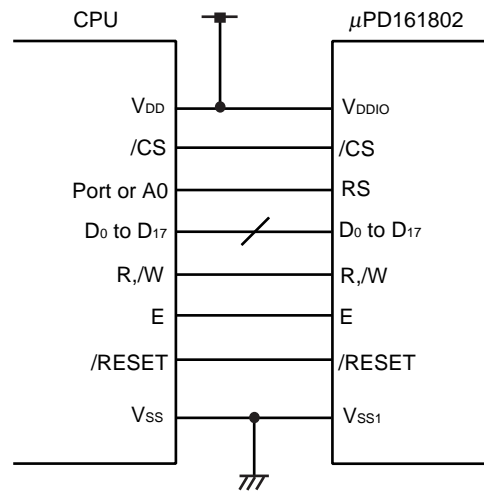 CPU μPD161802
VDD VDDIO
/CS /CS
Port or A0 RS
D0 to D17 D0 to D17
R,/W R,/W
E E
/RESET /RESET
VSS VSS1